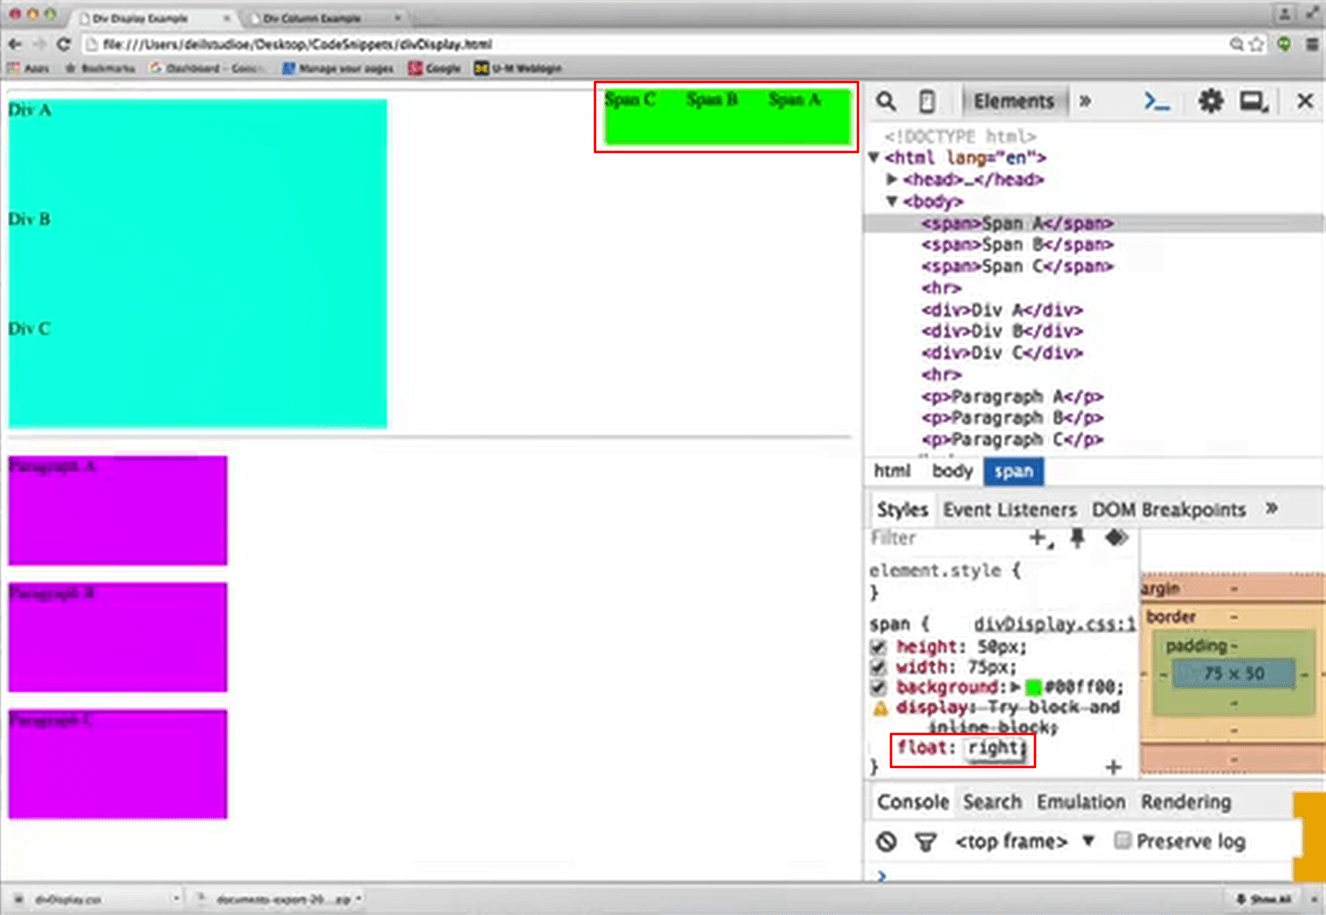 Div Display Example × Div Column Example ×
file:///Users/deilstudioe/Desktop/CodeSnippets/divDisplay.html
Apps Bookmarks Dashboard - Manage your pages Google U-M Weblogin
Span C Span B Span A
Div A
Div B
Div C
Paragraph A
Paragraph B
Paragraph C
Elements »
<!DOCTYPE html>
▼<html lang="en">
▶<head>…</head>
▼<body>
<span>Span A</span>
<span>Span B</span>
<span>Span C</span>
<hr>
<div>Div A</div>
<div>Div B</div>
<div>Div C</div>
<hr>
<p>Paragraph A</p>
<p>Paragraph B</p>
<p>Paragraph C</p>
html body span
Styles Event Listeners DOM Breakpoints »
Filter
element.style {
}
span { divDisplay.css:1
height: 50px;
width: 75px;
background:▶ #00ff00;
display: Try block and
inline block;
float: right;
}
argin -
border -
padding -
- 75 × 50 -
-
-
-
Console Search Emulation Rendering
<top frame> ▼ Preserve log
>
divDisplay.css documents-export-20....zip Show All